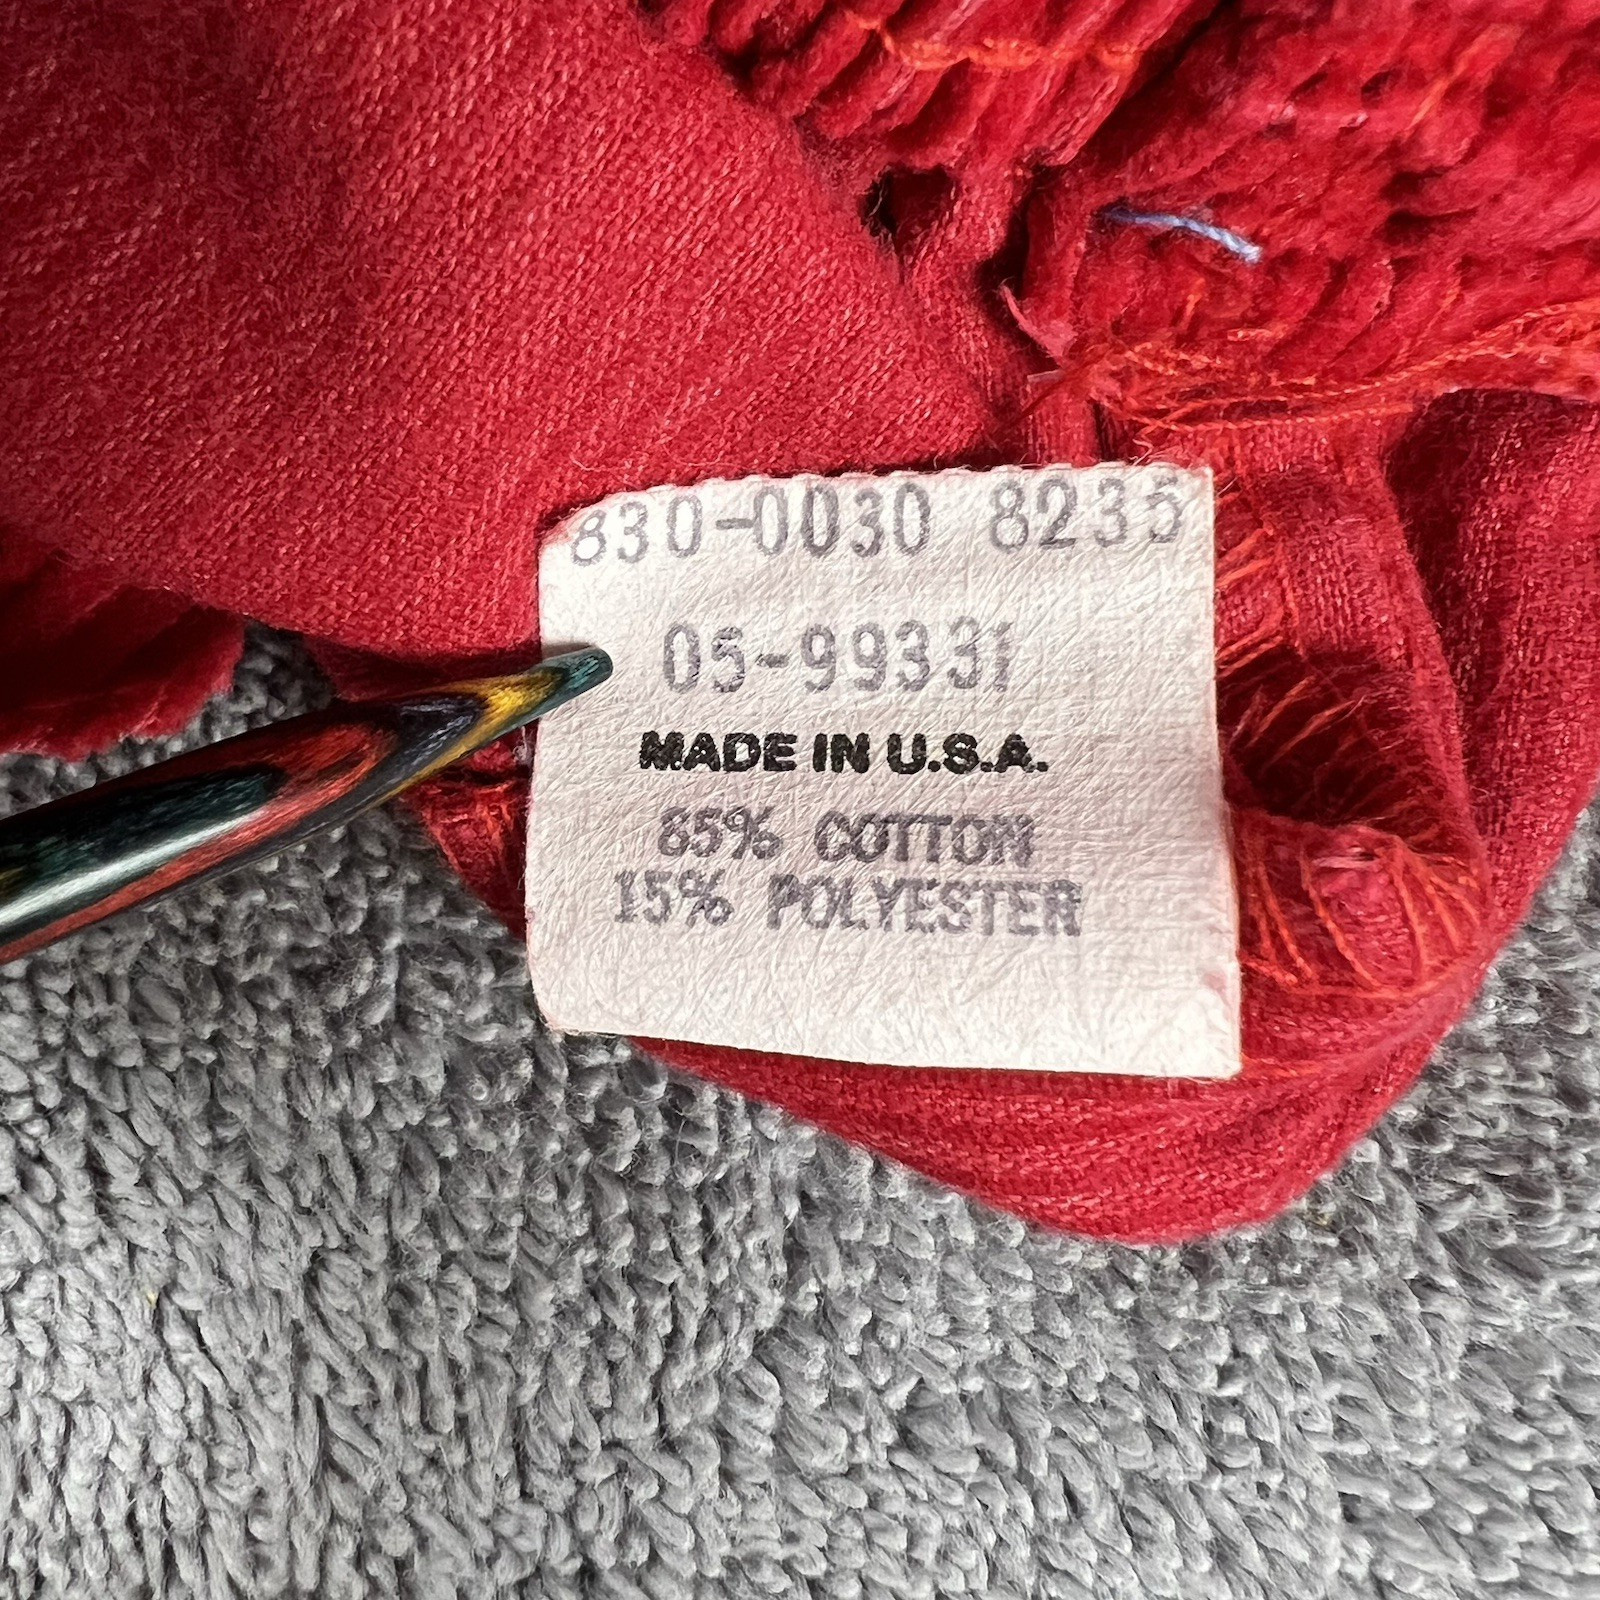 830-0030 8235
05-99331
MADE IN U.S.A.
85% COTTON
15% POLYESTER